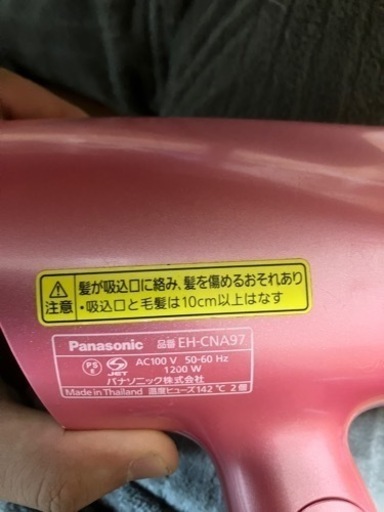 髪が吸込口に絡み、髪を傷めるおそれあり
注意 ・吸込口と毛髪は10cm以上はなす
Panasonic 品番 EH-CNA97
PS E JET AC100 V 50-60 Hz
1200 W
パナソニック株式会社
Made in Thailand 温度ヒューズ142℃ 2個